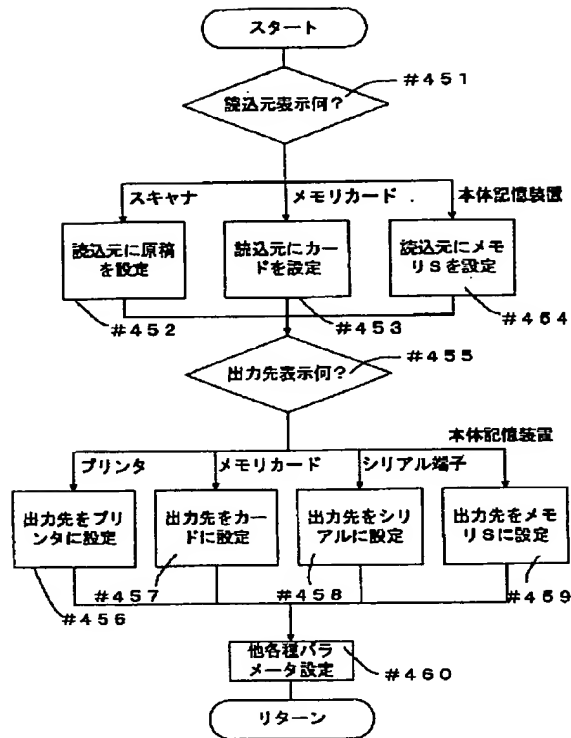 スタート
#451
読込元表示何?
スキャナ
メモリカード
本体記憶装置
読込元に原稿
を設定
読込元にカー
ドを設定
読込元にメモ
リSを設定
#452
#453
#454
#455
出力先表示何?
本体記憶装置
プリンタ
メモリカード
シリアル端子
出力先をプリ
ンタに設定
出力先をカー
ドに設定
出力先をシリ
アルに設定
出力先をメモ
リSに設定
#456
#457
#458
#459
他各種パラ
メータ設定
#460
リターン